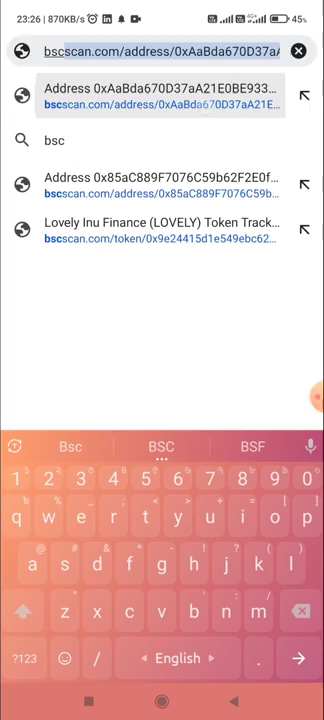 23:26 | 870KB/s
45%
bscscan.com/address/0xAaBda670D37aA
Address 0xAaBda670D37aA21E0BE933...
bscscan.com/address/0xAaBda670D37aA21E...
bsc
Address 0x85aC889F7076C59b62F2E0f...
bscscan.com/address/0x85aC889F7076C59b...
Lovely Inu Finance (LOVELY) Token Track...
bscscan.com/token/0x9e24415d1e549ebc62...
Bsc BSC BSF
1 2 3 4 5 6 7 8 9 0
q w e r t y u i o p
a s d f g h j k l
z x c v b n m
?123 / English .